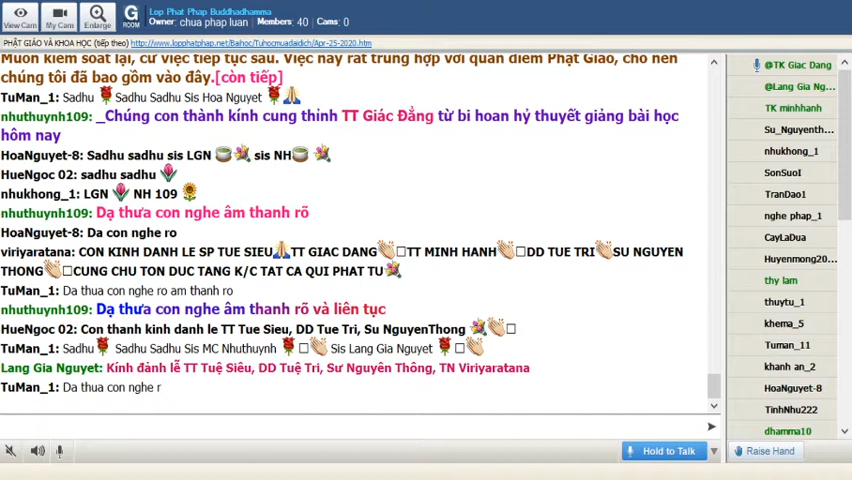 Lop Phat Phap Buddhadhamma
Owner: chua phap luan Members: 40 Cams: 0
View Cam
My Cam
Enlarge
G
ROOM
PHẬT GIÁO VÀ KHOA HỌC (tiếp theo) http://www.lopphatphap.net/Baihoc/Tuhocmuadaidich/Apr-25-2020.htm
Muốn kiểm soát lại, cứ việc tiếp tục sau. Việc này rất trùng hợp với quan điểm Phật Giáo, cho nên
chúng tôi đã bao gồm vào đây.[còn tiếp]
TuMan_1: Sadhu Sadhu Sadhu Sis Hoa Nguyet
nhuthuynh109: _Chúng con thành kính cung thỉnh TT Giác Đẳng từ bi hoan hỷ thuyết giảng bài học
hôm nay
HoaNguyet-8: Sadhu sadhu sis LGN sis NH
HueNgoc 02: sadhu sadhu
nhukhong_1: LGN NH 109
nhuthuynh109: Dạ thưa con nghe âm thanh rõ
HoaNguyet-8: Da con nghe ro
viriyaratana: CON KINH DANH LE SP TUE SIEU TT GIAC DANG TT MINH HANH DD TUE TRI SU NGUYEN
THONG CUNG CHU TON DUC TANG K/C TAT CA QUI PHAT TU
TuMan_1: Da thua con nghe ro am thanh ro
nhuthuynh109: Dạ thưa con nghe âm thanh rõ và liên tục
HueNgoc 02: Con thanh kinh danh le TT Tue Sieu, DD Tue Tri, Su NguyenThong
TuMan_1: Sadhu Sadhu Sadhu Sis MC Nhuthuynh Sis Lang Gia Nguyet
Lang Gia Nguyet: Kính đảnh lễ TT Tuệ Siêu, DD Tuệ Tri, Sư Nguyên Thông, TN Viriyaratana
TuMan_1: Da thua con nghe r
Hold to Talk
@TK Giac Dang
@Lang Gia Ng...
TK minhhanh
Su_Nguyenth...
nhukhong_1
SonSuoI
TranDao1
nghe phap_1
CayLaDua
Huyenmong20...
thy lam
thuytu_1
khema_5
Tuman_11
khanh an_2
HoaNguyet-8
TinhNhu222
dhamma10
Raise Hand